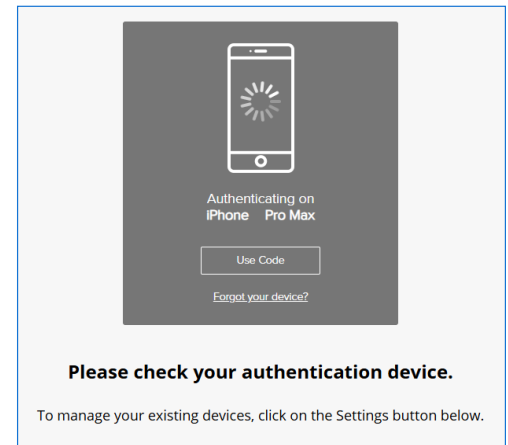 Authenticating on
iPhone Pro Max
Use Code
Forgot your device?
Please check your authentication device.
To manage your existing devices, click on the Settings button below.